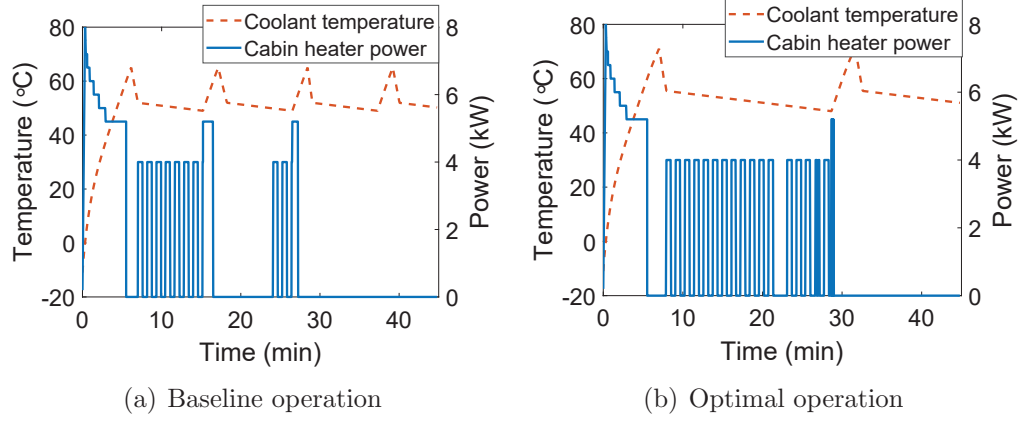 Coolant temperature
Cabin heater power
80
60
40
20
0
-20
Temperature (°C)
8
6
4
2
0
Power (kW)
0
10
20
30
40
Time (min)
(a) Baseline operation
Coolant temperature
Cabin heater power
80
60
40
20
0
-20
Temperature (°C)
8
6
4
2
0
Power (kW)
0
10
20
30
40
Time (min)
(b) Optimal operation